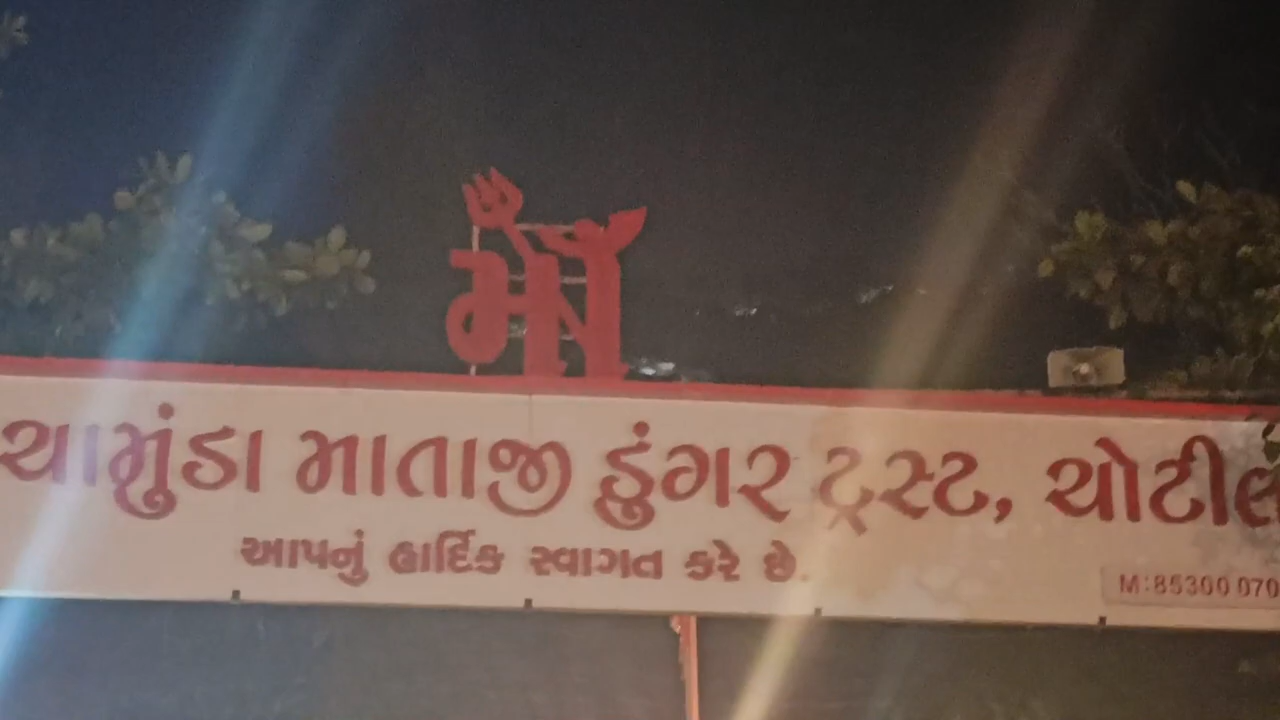 માઁ
ચામુંડા માતાજી ડુંગર ટ્રસ્ટ, ચોટીલ
આપનું હાર્દિક સ્વાગત કરે છે.
M:85300 070